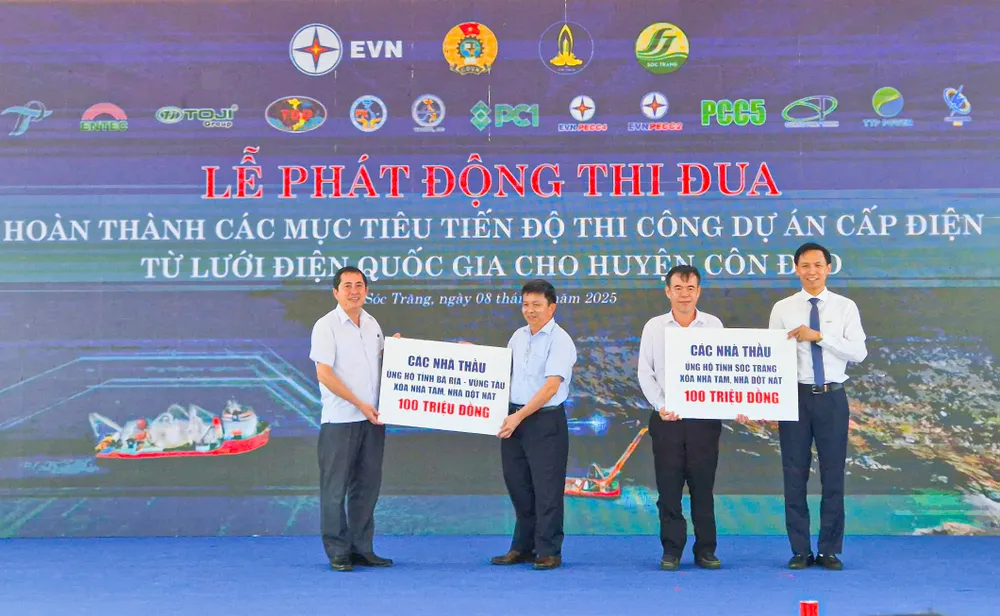 EVN
SÓC TRĂNG
ENTEC
TOJI
Group
PC1
EVNPECC4
EVNPECC2
PCC5
TTP POWER
LỄ PHÁT ĐỘNG THI ĐUA
HOÀN THÀNH CÁC MỤC TIÊU TIẾN ĐỘ THI CÔNG DỰ ÁN CẤP ĐIỆN
TỪ LƯỚI ĐIỆN QUỐC GIA CHO HUYỆN CÔN
Sóc Trăng, ngày 08 năm 2025
CÁC NHÀ THẦU
ỦNG HỘ TỈNH BÀ RỊA - VŨNG TÀU
XÓA NHÀ TẠM, NHÀ DỘT NÁT
100 TRIỆU ĐỒNG
CÁC NHÀ THẦU
ỦNG HỘ TỈNH SÓC TRĂNG
XÓA NHÀ TẠM, NHÀ DỘT NÁT
100 TRIỆU ĐỒNG